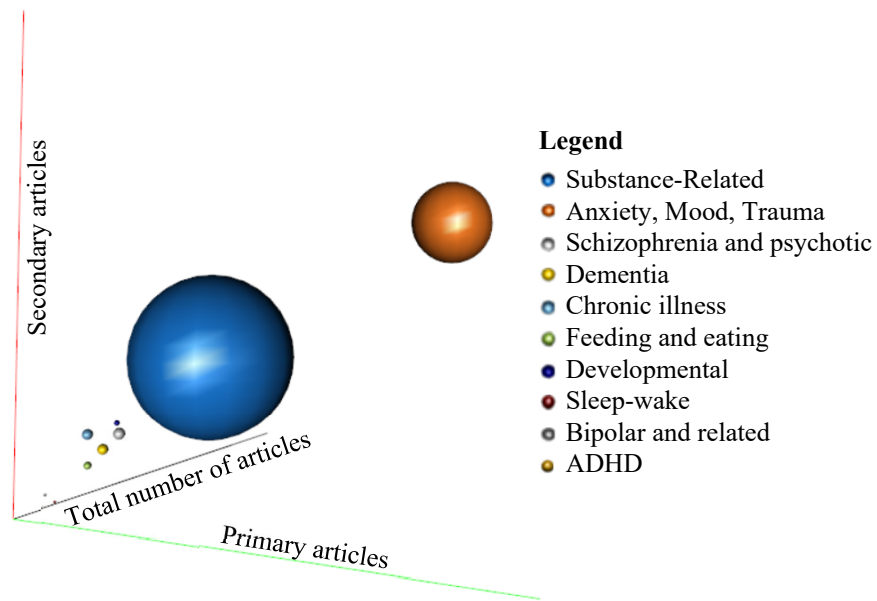 Secondary articles
Total number of articles
Primary articles
Legend
Substance-Related
Anxiety, Mood, Trauma
Schizophrenia and psychotic
Dementia
Chronic illness
Feeding and eating
Developmental
Sleep-wake
Bipolar and related
ADHD